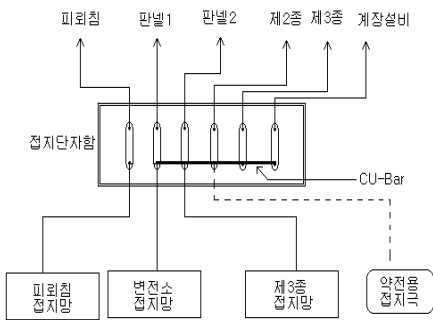 피뢰침 판넬1 판넬2 제2종 제3종 계장설비
접지단자함
CU-Bar
피뢰침
접지망
변전소
접지망
제3종
접지망
약전용
접지극